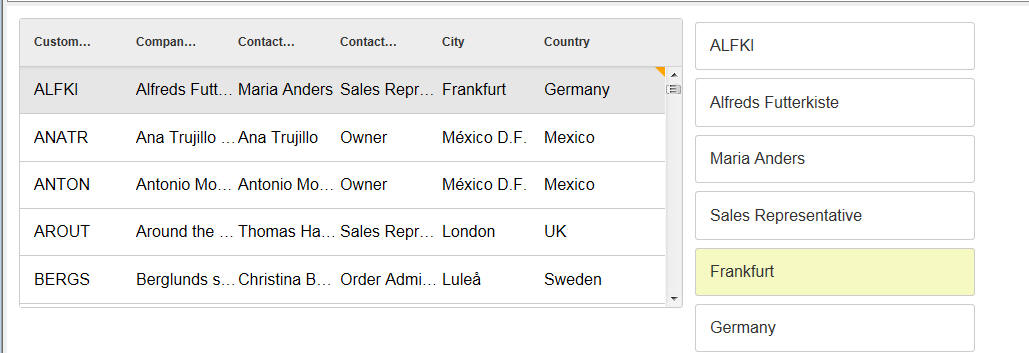 Custom... Compan... Contact... Contact... City Country
ALFKI Alfreds Futt... Maria Anders Sales Repr... Frankfurt Germany
ANATR Ana Trujillo ... Ana Trujillo Owner México D.F. Mexico
ANTON Antonio Mo... Antonio Mo... Owner México D.F. Mexico
AROUT Around the ... Thomas Ha... Sales Repr... London UK
BERGS Berglunds s... Christina B... Order Admi... Luleå Sweden
ALFKI
Alfreds Futterkiste
Maria Anders
Sales Representative
Frankfurt
Germany